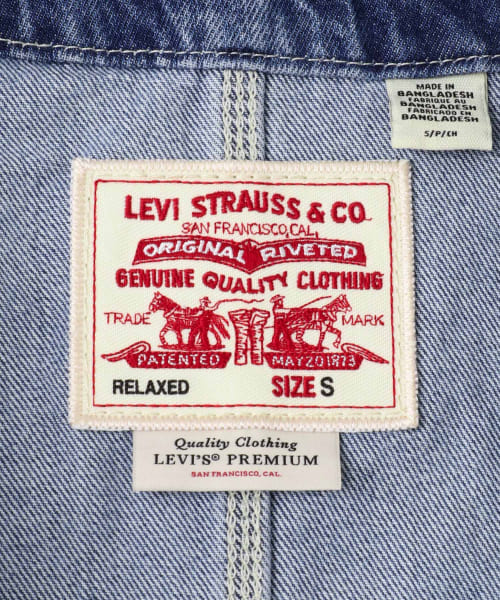 MADE IN
BANGLADESH
FABRIQUÉ AU
BANGLADESH
FABRICADO EN
BANGLADESH
S/P/CH
LEVI STRAUSS & CO.
SAN FRANCISCO, CAL.
ORIGINAL RIVETED
GENUINE QUALITY CLOTHING
TRADE MARK
PATENTED MAY 20 1873
RELAXED SIZE S
Quality Clothing
LEVI'S® PREMIUM
SAN FRANCISCO, CAL.